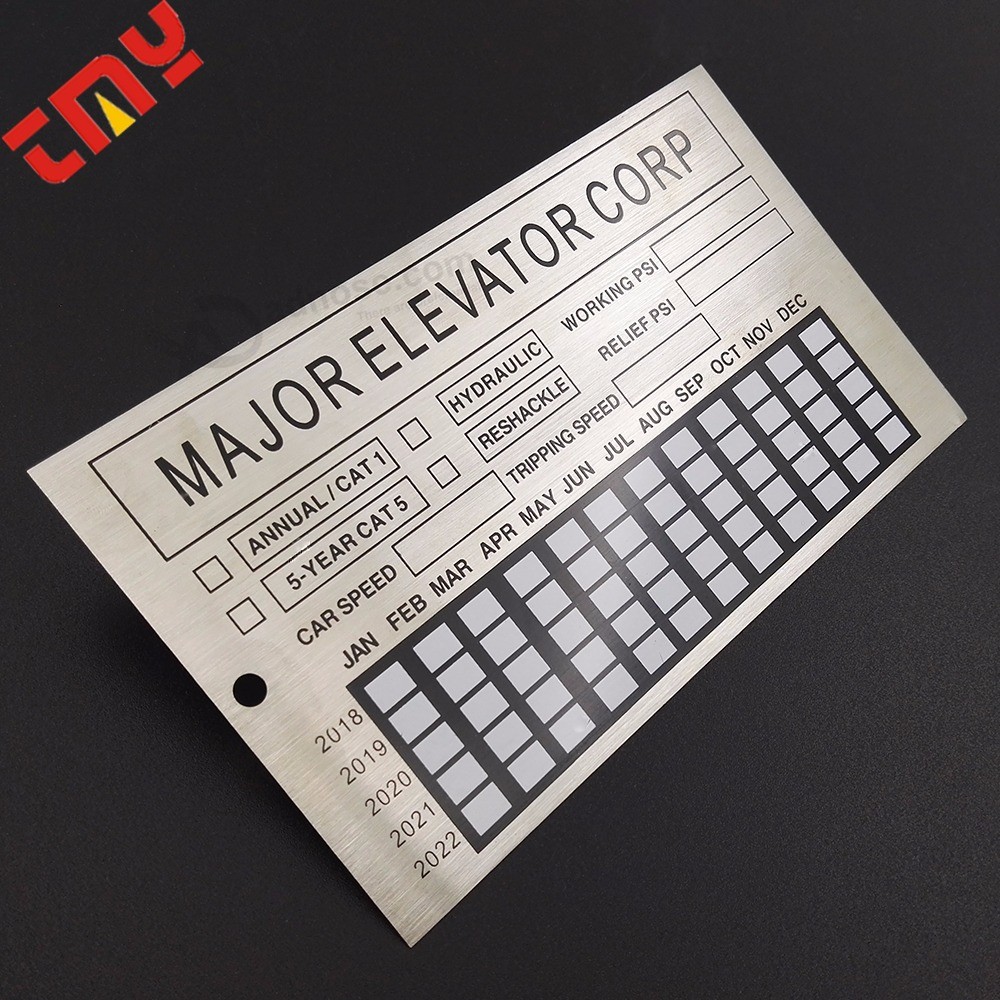 TMY
MAJOR ELEVATOR CORP
ANNUAL / CAT 1
HYDRAULIC
WORKING PSI
5-YEAR CAT 5
RESHACKLE
RELIEF PSI
CAR SPEED
TRIPPING SPEED
JAN FEB MAR APR MAY JUN JUL AUG SEP OCT NOV DEC
2018
2019
2020
2021
2022